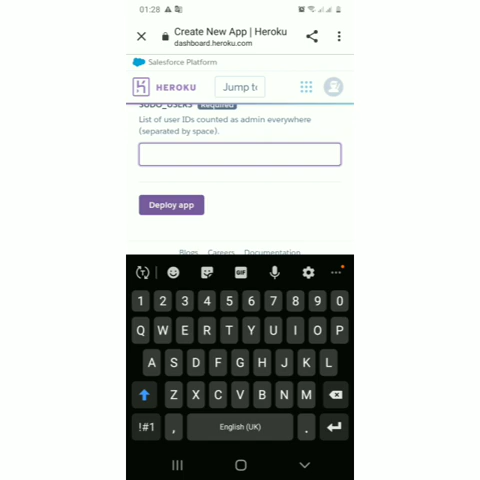 01:28
Create New App | Heroku
dashboard.heroku.com
Salesforce Platform
HEROKU
Jump to
SUDO_USERS Required
List of user IDs counted as admin everywhere
(separated by space).
Deploy app
Blogs Careers Documentation
GIF
1 2 3 4 5 6 7 8 9 0
Q W E R T Y U I O P
A S D F G H J K L
Z X C V B N M
!#1 , English (UK) .